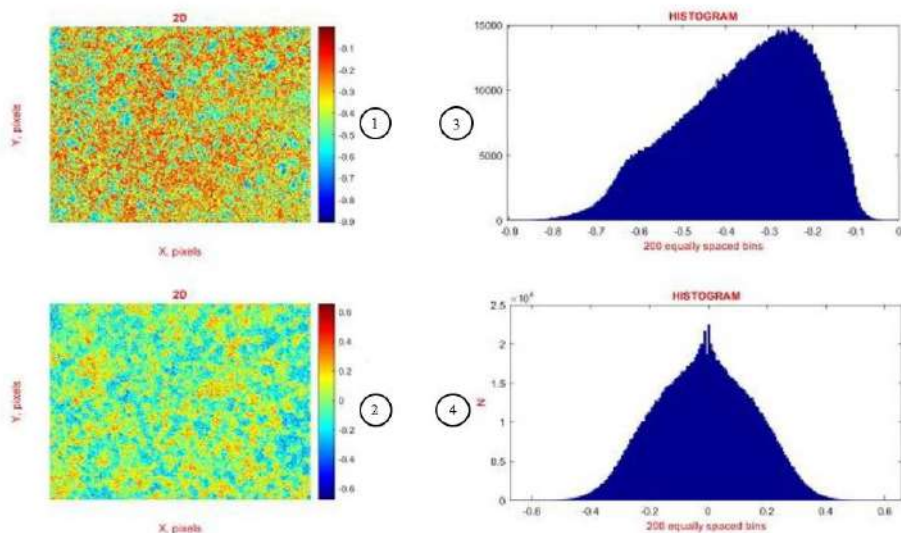 2D
Y, pixels
-0.1
-0.2
-0.3
-0.4
-0.5
-0.6
-0.7
-0.8
-0.9
X, pixels
1
3
HISTOGRAM
15000
10000
5000
0
-0.9 -0.8 -0.7 -0.6 -0.5 -0.4 -0.3 -0.2 -0.1 0
200 equally spaced bins
2D
Y, pixels
0.6
0.4
0.2
0
-0.2
-0.4
-0.6
X, pixels
2
4
HISTOGRAM
2.5
2
1.5
1
0.5
0
N
-0.6 -0.4 -0.2 0 0.2 0.4 0.6
200 equally spaced bins